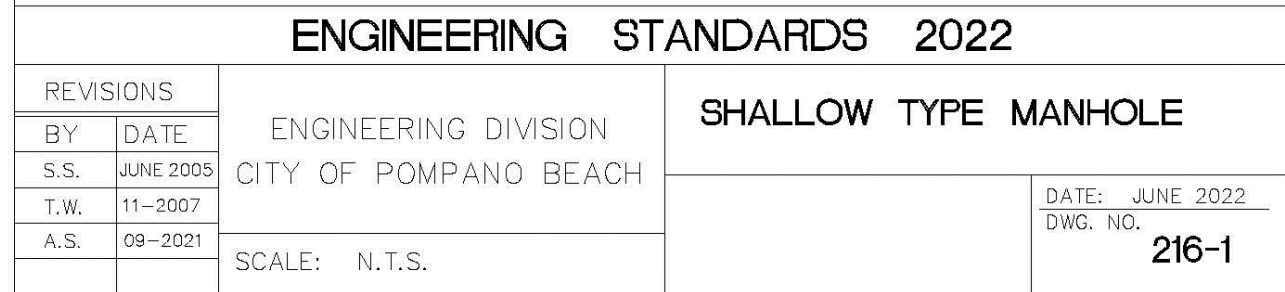 ENGINEERING STANDARDS 2022
REVISIONS
BY DATE
S.S. JUNE 2005
T.W. 11-2007
A.S. 09-2021
ENGINEERING DIVISION
CITY OF POMPANO BEACH
SCALE: N.T.S.
SHALLOW TYPE MANHOLE
DATE: JUNE 2022
DWG. NO.
216-1